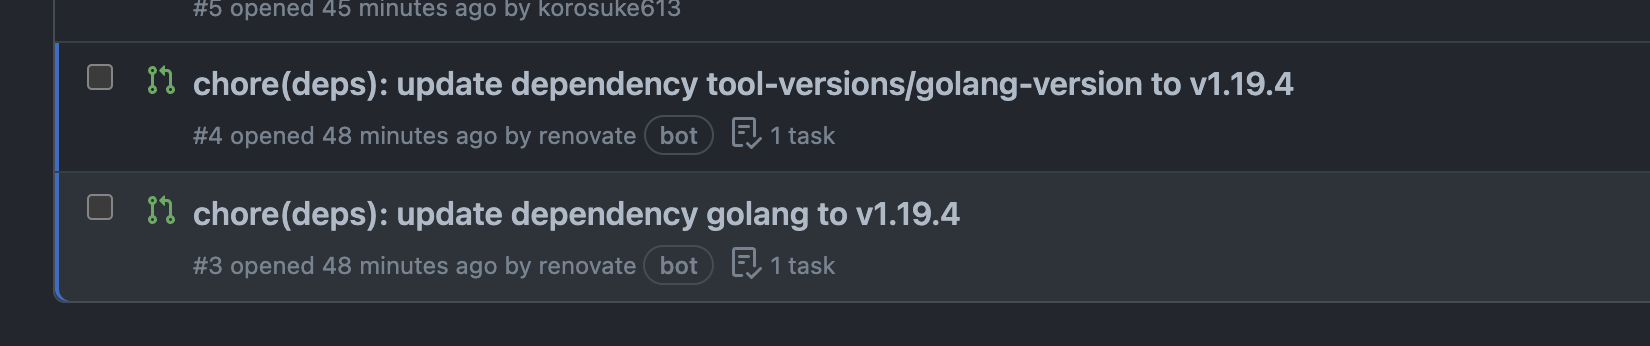 #5 opened 45 minutes ago by korosuke613
chore(deps): update dependency tool-versions/golang-version to v1.19.4
#4 opened 48 minutes ago by renovate bot 1 task
chore(deps): update dependency golang to v1.19.4
#3 opened 48 minutes ago by renovate bot 1 task